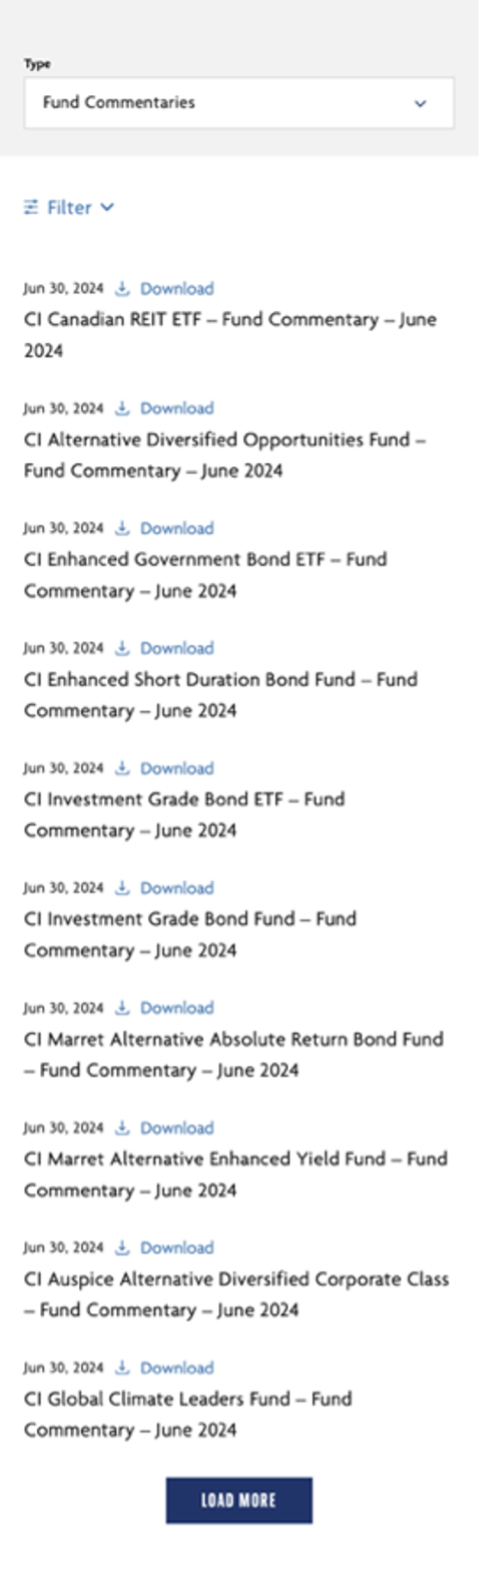 Type
Fund Commentaries
Filter
Jun 30, 2024 Download
CI Canadian REIT ETF – Fund Commentary – June
2024
Jun 30, 2024 Download
CI Alternative Diversified Opportunities Fund –
Fund Commentary – June 2024
Jun 30, 2024 Download
CI Enhanced Government Bond ETF – Fund
Commentary – June 2024
Jun 30, 2024 Download
CI Enhanced Short Duration Bond Fund – Fund
Commentary – June 2024
Jun 30, 2024 Download
CI Investment Grade Bond ETF – Fund
Commentary – June 2024
Jun 30, 2024 Download
CI Investment Grade Bond Fund – Fund
Commentary – June 2024
Jun 30, 2024 Download
CI Marret Alternative Absolute Return Bond Fund
– Fund Commentary – June 2024
Jun 30, 2024 Download
CI Marret Alternative Enhanced Yield Fund – Fund
Commentary – June 2024
Jun 30, 2024 Download
CI Auspice Alternative Diversified Corporate Class
– Fund Commentary – June 2024
Jun 30, 2024 Download
CI Global Climate Leaders Fund – Fund
Commentary – June 2024
LOAD MORE